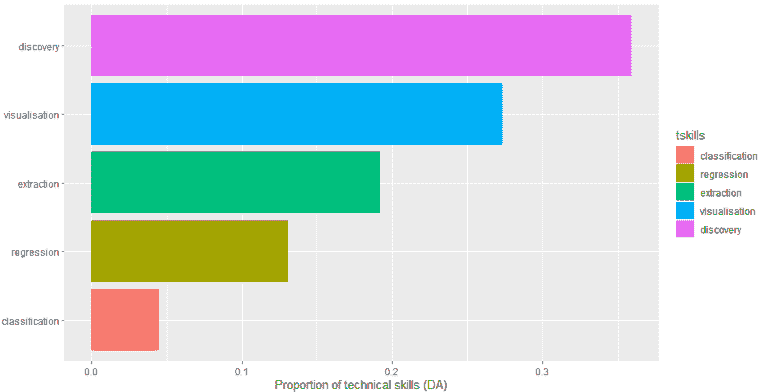 discovery
visualisation
extraction
regression
classification
0.0 0.1 0.2 0.3
Proportion of technical skills (DA)
tskills
classification
regression
extraction
visualisation
discovery